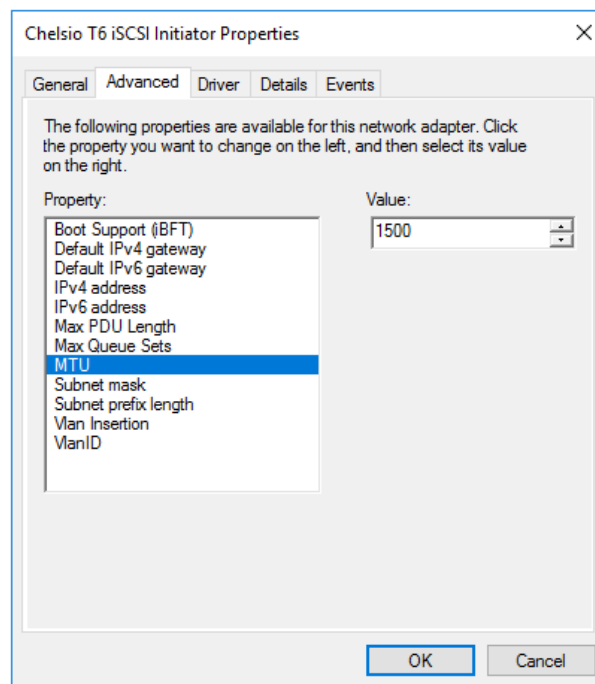 Chelsio T6 iSCSI Initiator Properties
General Advanced Driver Details Events
The following properties are available for this network adapter. Click
the property you want to change on the left, and then select its value
on the right.
Property:
Value:
Boot Support (iBFT)
Default IPv4 gateway
Default IPv6 gateway
IPv4 address
IPv6 address
Max PDU Length
Max Queue Sets
MTU
Subnet mask
Subnet prefix length
Vlan Insertion
VlanID
1500
OK Cancel